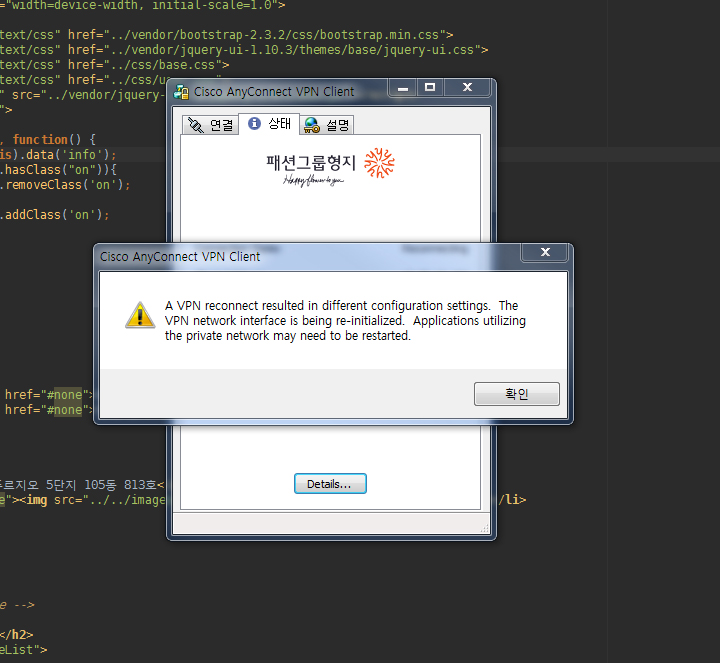 ="width=device-width, initial-scale=1.0">
text/css" href="../vendor/bootstrap-2.3.2/css/bootstrap.min.css">
text/css" href="../vendor/jquery-ui-1.10.3/themes/base/jquery-ui.css">
text/css" href="../css/base.css">
text/css" href="../css/u
" src="../vendor/jquery-
">
, function() {
is).data('info');
.hasClass("on")){
.removeClass('on');
.addClass('on');
Cisco AnyConnect VPN Client
연결
상태
설명
패션그룹형지
Happy flower to you
Cisco AnyConnect VPN Client
A VPN reconnect resulted in different configuration settings. The
VPN network interface is being re-initialized. Applications utilizing
the private network may need to be restarted.
확인
href="#none">
href="#none">
푸르지오 5단지 105동 813호<
e"><img src="../../image
/li>
Details...
e -->
</h2>
eList">